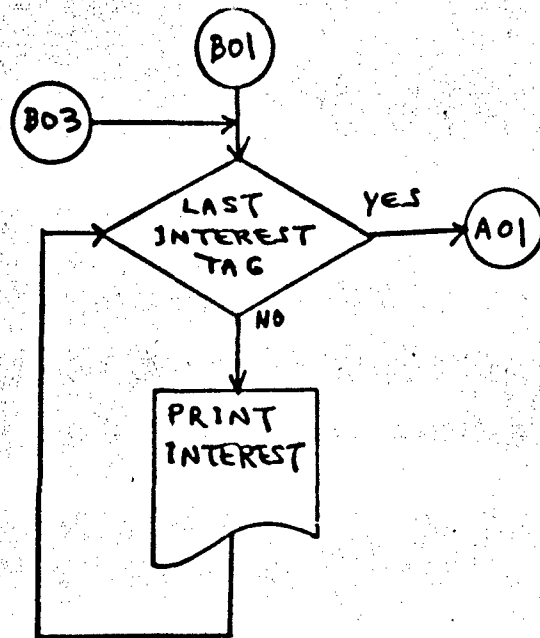 B01
B03
LAST
INTEREST
TAG
YES
A01
NO
PRINT
INTEREST